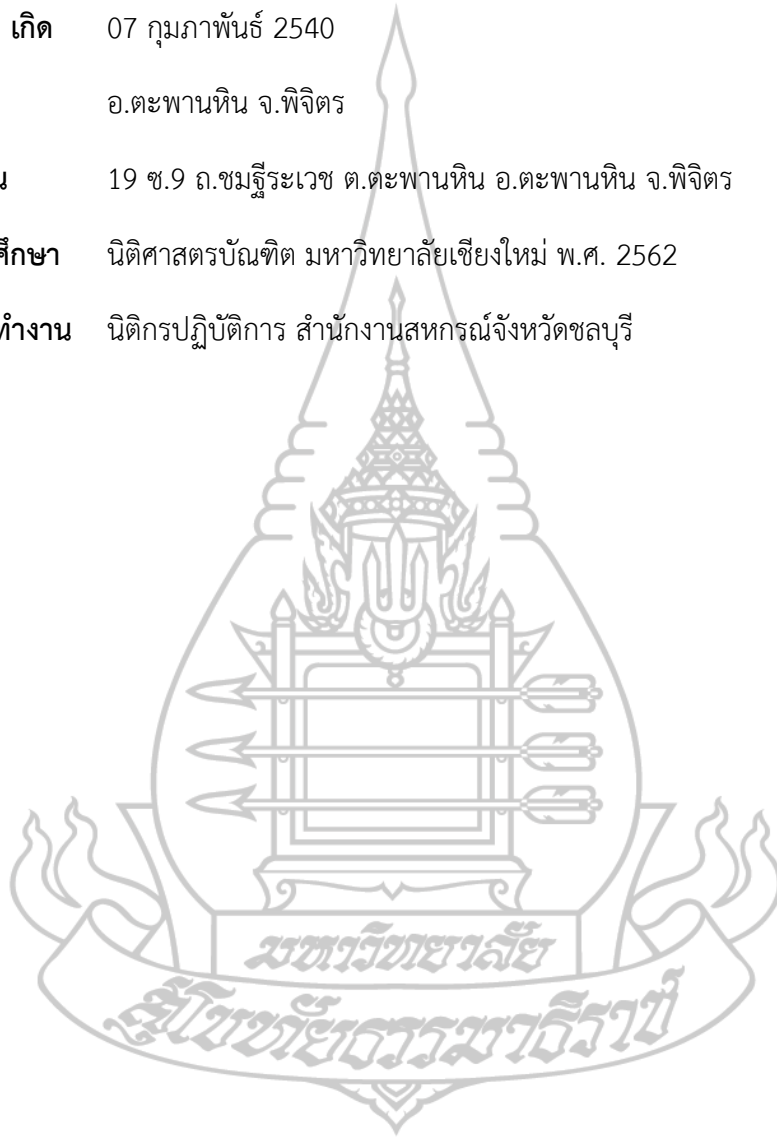 เกิด 07 กุมภาพันธ์ 2540
อ.ตะพานหิน จ.พิจิตร
น 19 ซ.9 ถ.ชมฐีระเวช ต.ตะพานหิน อ.ตะพานหิน จ.พิจิตร
ศึกษา นิติศาสตรบัณฑิต มหาวิทยาลัยเชียงใหม่ พ.ศ. 2562
ทำงาน นิติกรปฏิบัติการ สำนักงานสหกรณ์จังหวัดชลบุรี
มหาวิทยาลัย
สุโขทัยธรรมาธิราช